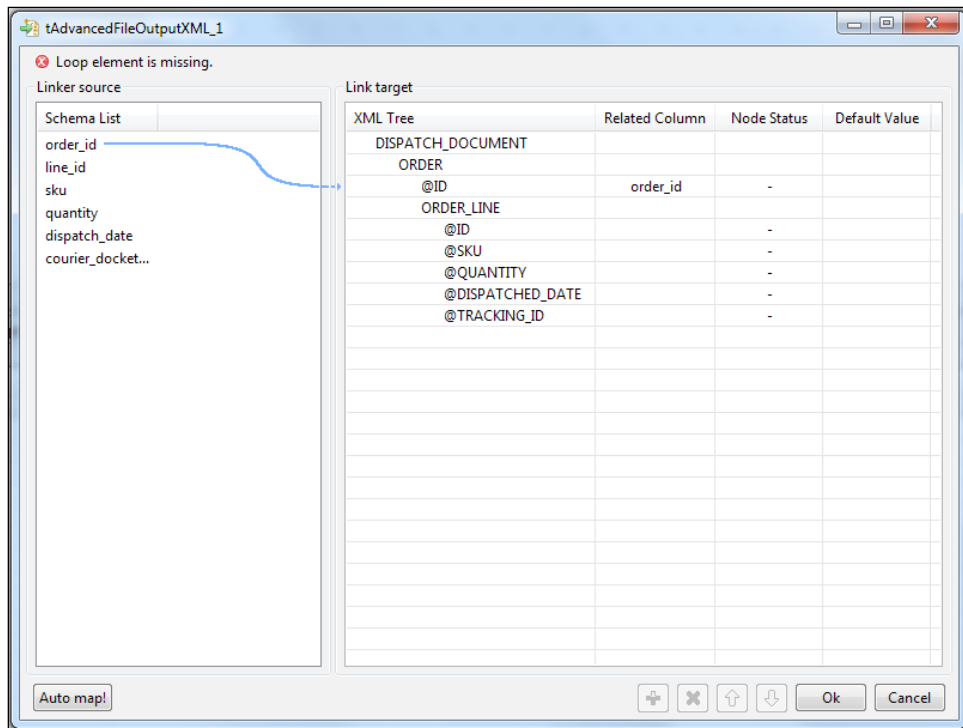 tAdvancedFileOutputXML_1
Loop element is missing.
Linker source
Link target
Schema List
XML Tree Related Column Node Status Default Value
order_id
DISPATCH_DOCUMENT
line_id
ORDER
sku
@ID order_id -
quantity
ORDER_LINE
dispatch_date
@ID -
courier_docket...
@SKU -
@QUANTITY -
@DISPATCHED_DATE -
@TRACKING_ID -
Auto map! Ok Cancel